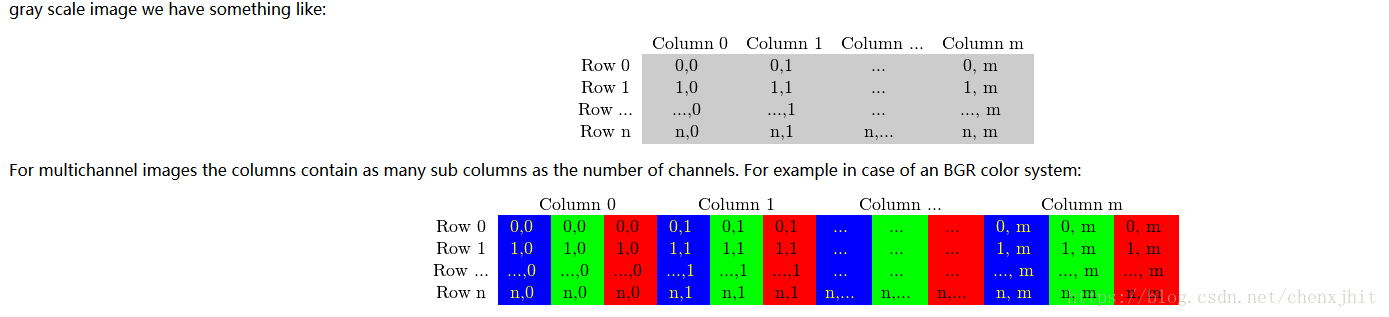 gray scale image we have something like:
Column 0 Column 1 Column ... Column m
Row 0 0,0 0,1 ... 0, m
Row 1 1,0 1,1 ... 1, m
Row ... ...,0 ...,1 ... ..., m
Row n n,0 n,1 n,... n, m
For multichannel images the columns contain as many sub columns as the number of channels. For example in case of an BGR color system:
Column 0 Column 1 Column ... Column m
Row 0 0,0 0,0 0,0 0,1 0,1 0,1 ... ... ... 0, m 0, m 0, m
Row 1 1,0 1,0 1,0 1,1 1,1 1,1 ... ... ... 1, m 1, m 1, m
Row ... ...,0 ...,0 ...,0 ...,1 ...,1 ...,1 ... ... ... ..., m ..., m ..., m
Row n n,0 n,0 n,0 n,1 n,1 n,1 n,... n,... n,... n, m n, m n, m
https://blog.csdn.net/chenxjhit